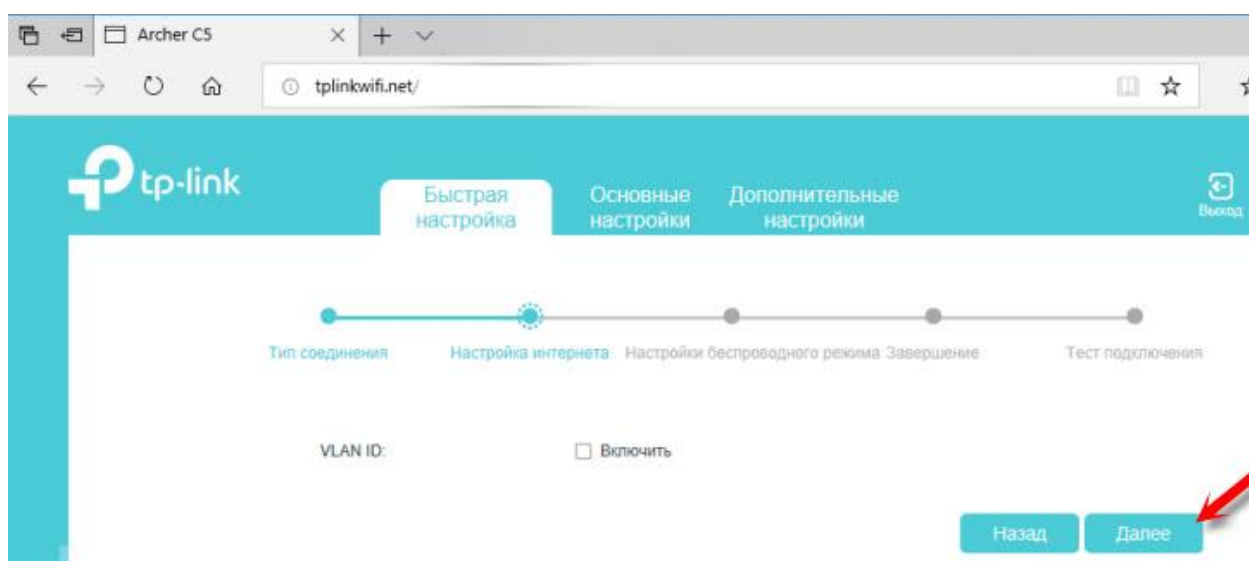 Archer C5
tplinkwifi.net/
tp-link
Быстрая настройка
Основные настройки
Дополнительные настройки
Выход
Тип соединения
Настройка интернета
Настройки беспроводного режима
Завершение
Тест подключения
VLAN ID:
Включить
Назад
Далее